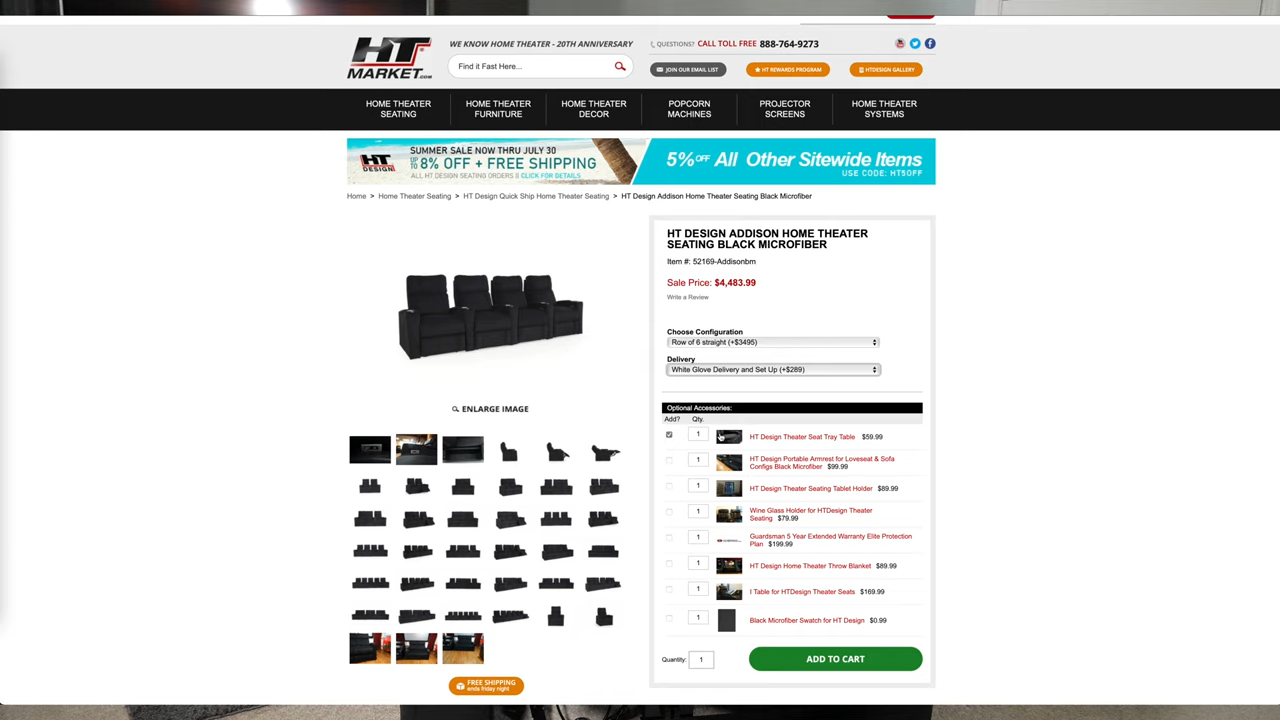 HT
MARKET.COM
WE KNOW HOME THEATER - 20TH ANNIVERSARY
QUESTIONS? CALL TOLL FREE 888-764-9273
Find it Fast Here...
JOIN OUR EMAIL LIST
HT REWARDS PROGRAM
HTDESIGN GALLERY
HOME THEATER
SEATING
HOME THEATER
FURNITURE
HOME THEATER
DECOR
POPCORN
MACHINES
PROJECTOR
SCREENS
HOME THEATER
SYSTEMS
HT
DESIGN
SUMMER SALE NOW THRU JULY 30
UP TO 8% OFF + FREE SHIPPING
ALL HT DESIGN SEATING ORDERS || CLICK FOR DETAILS
5% OFF All Other Sitewide Items
USE CODE: HT5OFF
Home > Home Theater Seating > HT Design Quick Ship Home Theater Seating > HT Design Addison Home Theater Seating Black Microfiber
HT DESIGN ADDISON HOME THEATER
SEATING BLACK MICROFIBER
Item #: 52169-Addisonbm
Sale Price: $4,483.99
Write a Review
Choose Configuration
Row of 6 straight (+$3495)
Delivery
White Glove Delivery and Set Up (+$289)
ENLARGE IMAGE
Optional Accessories:
Add? Qty.
1 HT Design Theater Seat Tray Table $59.99
1 HT Design Portable Armrest for Loveseat & Sofa
Configs Black Microfiber $99.99
1 HT Design Theater Seating Tablet Holder $89.99
1 Wine Glass Holder for HTDesign Theater
Seating $79.99
1 Guardsman 5 Year Extended Warranty Elite Protection
Plan $199.99
1 HT Design Home Theater Throw Blanket $89.99
1 I Table for HTDesign Theater Seats $169.99
1 Black Microfiber Swatch for HT Design $0.99
Quantity: 1 ADD TO CART
FREE SHIPPING
ends friday night